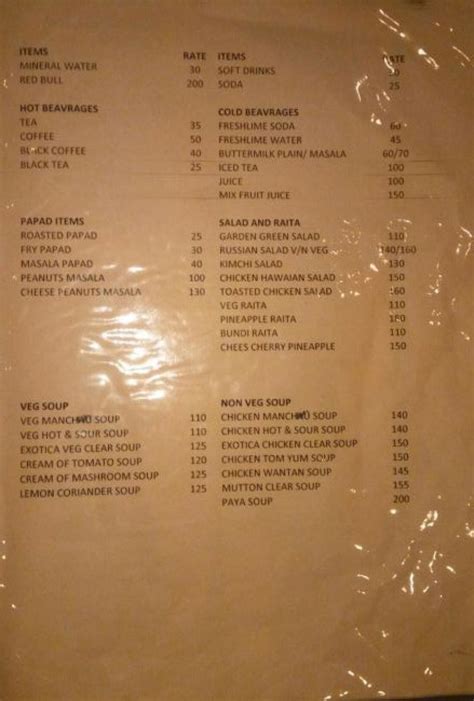 ITEMS RATE ITEMS RATE
MINERAL WATER 30 SOFT DRINKS
RED BULL 200 SODA 25
HOT BEAVRAGES COLD BEAVRAGES
TEA 35 FRESHLIME SODA 60
COFFEE 50 FRESHLIME WATER 45
BLACK COFFEE 40 BUTTERMILK PLAIN/ MASALA 60/70
BLACK TEA 25 ICED TEA 100
JUICE 100
MIX FRUIT JUICE 150
PAPAD ITEMS SALAD AND RAITA
ROASTED PAPAD 25 GARDEN GREEN SALAD 110
FRY PAPAD 30 RUSSIAN SALAD V/N VEG 140/160
MASALA PAPAD 40 KIMCHI SALAD 130
PEANUTS MASALA 100 CHICKEN HAWAIAN SALAD 150
CHEESE PEANUTS MASALA 130 TOASTED CHICKEN SALAD 160
VEG RAITA 110
PINEAPPLE RAITA
BUNDI RAITA 110
CHEES CHERRY PINEAPPLE 150
VEG SOUP NON VEG SOUP
VEG MANCHWO SOUP 110 CHICKEN MANCHWO SOUP 140
VEG HOT & SOUR SOUP 110 CHICKEN HOT & SOUR SOUP 140
EXOTICA VEG CLEAR SOUP 125 EXOTICA CHICKEN CLEAR SOUP 150
CREAM OF TOMATO SOUP 120 CHICKEN TOM YUM SOUP 150
CREAM OF MASHROOM SOUP 125 CHICKEN WANTAN SOUP 145
LEMON CORIANDER SOUP 125 MUTTON CLEAR SOUP 155
PAYA SOUP 200